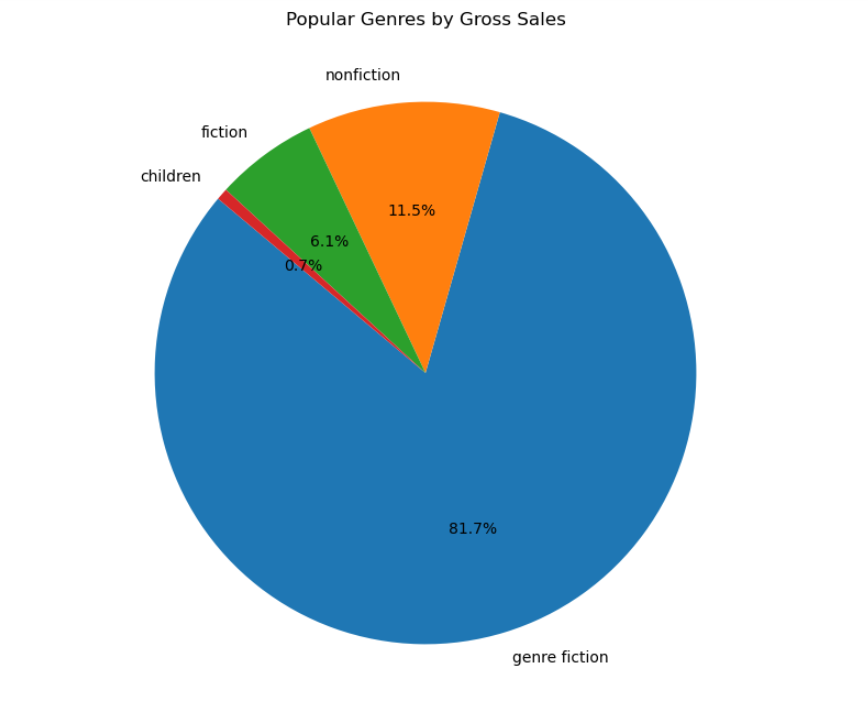 Popular Genres by Gross Sales
nonfiction
fiction
children
11.5%
6.1%
0.7%
81.7%
genre fiction